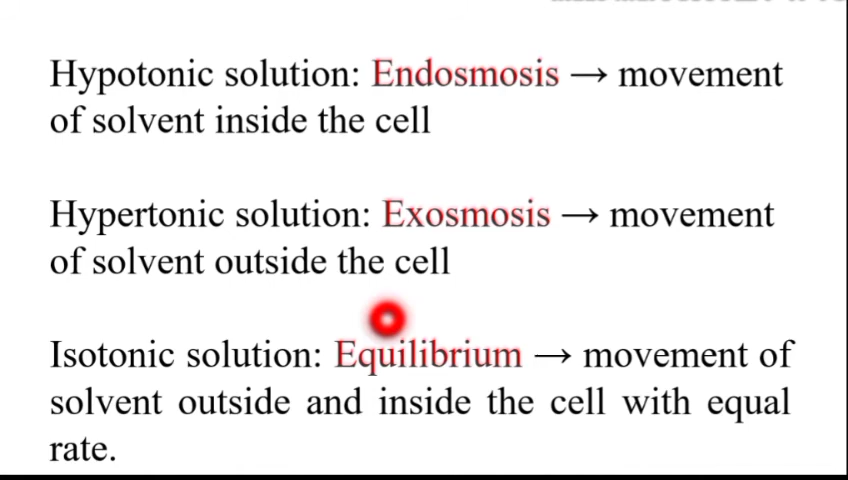 Hypotonic solution: Endosmosis → movement
of solvent inside the cell
Hypertonic solution: Exosmosis → movement
of solvent outside the cell
Isotonic solution: Equilibrium → movement of
solvent outside and inside the cell with equal
rate.